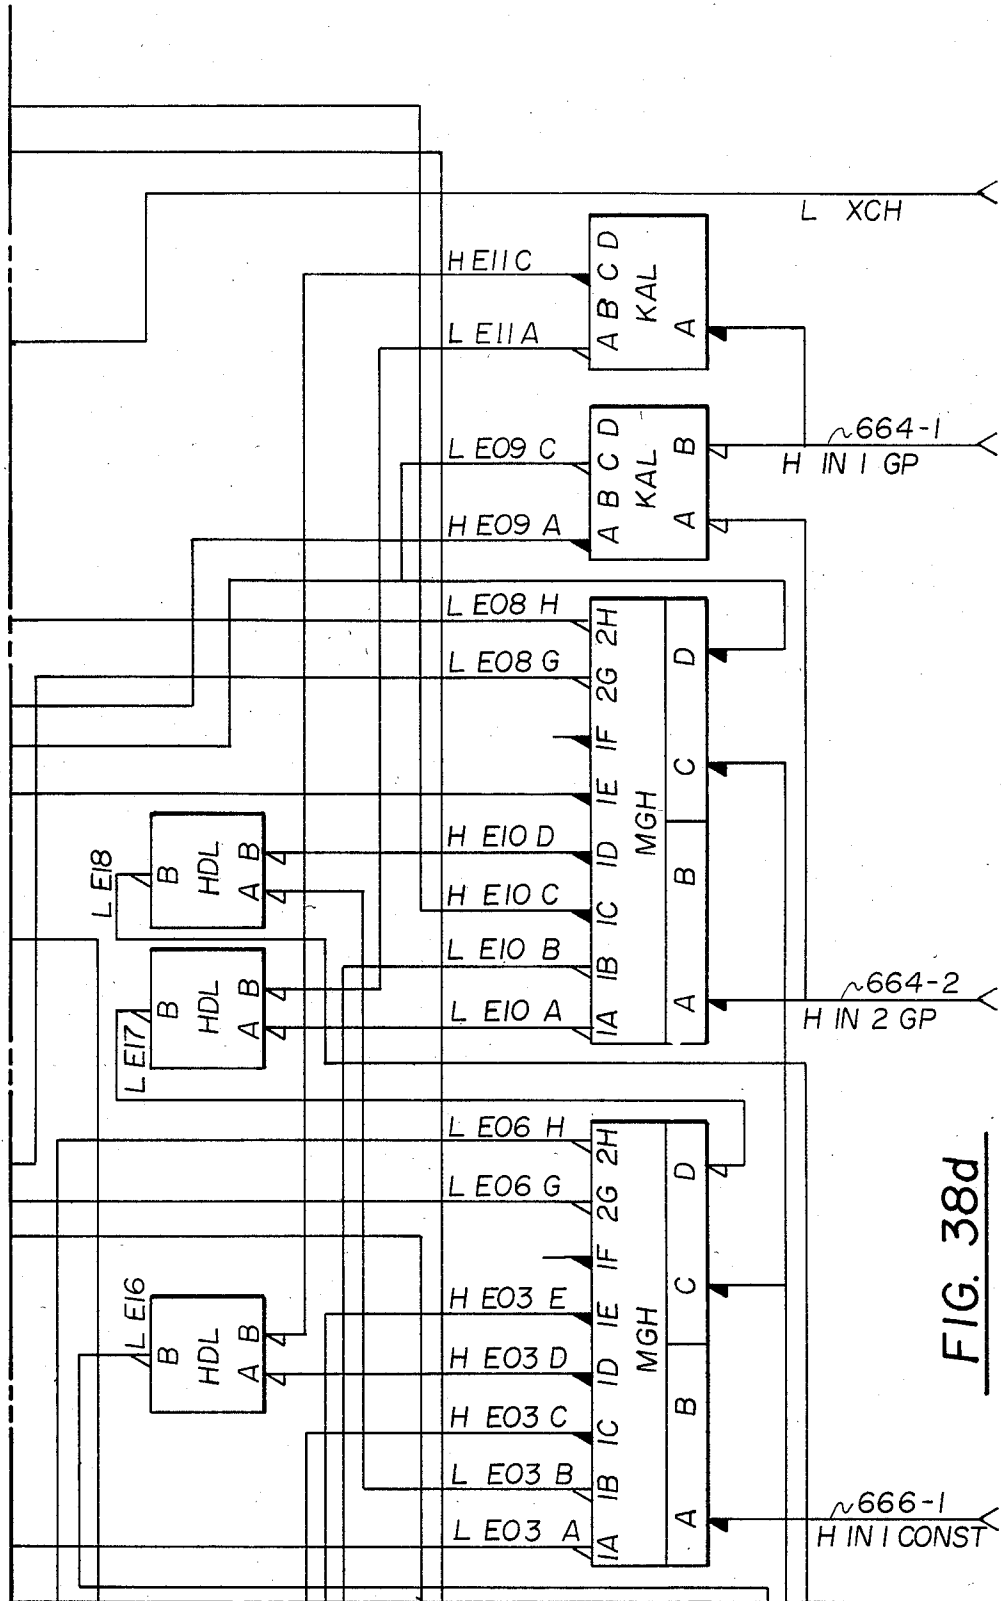 L XCH
H E11 C
L E11 A
A B C D
KAL
A
~664-1
H IN 1 GP
L E09 C
H E09 A
A B C D
KAL
A B
L E08 H
L E08 G
2H
2G
1F
1E
1D
1C
1B
1A
MGH
D
C
B
A
H E10 D
H E10 C
L E10 B
L E10 A
~664-2
H IN 2 GP
L E18
B
HDL
A B
L E17
B
HDL
A B
L E06 H
L E06 G
H E03 E
H E03 D
H E03 C
L E03 B
L E03 A
2H
2G
1F
1E
1D
1C
1B
1A
MGH
D
C
B
A
L E16
B
HDL
A B
~666-1
H IN 1 CONST
FIG. 38d